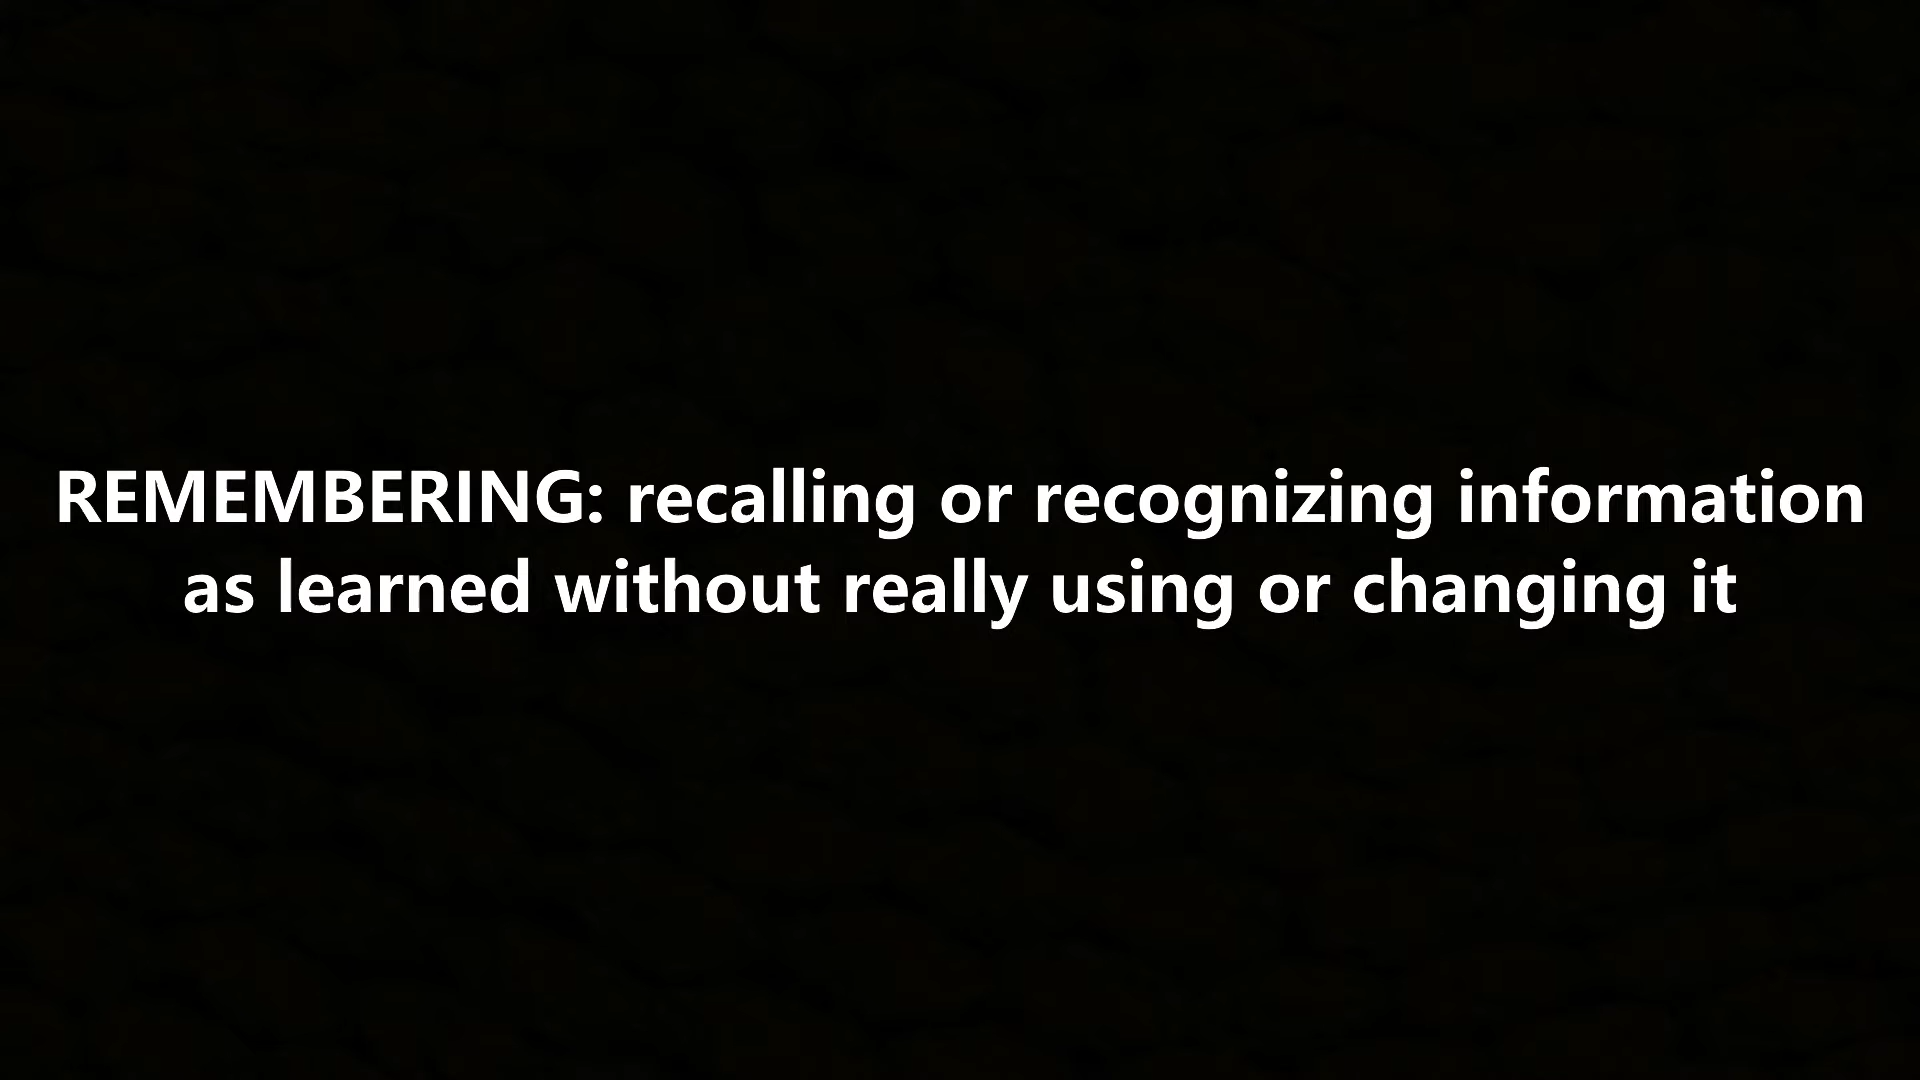 REMEMBERING: recalling or recognizing information
as learned without really using or changing it